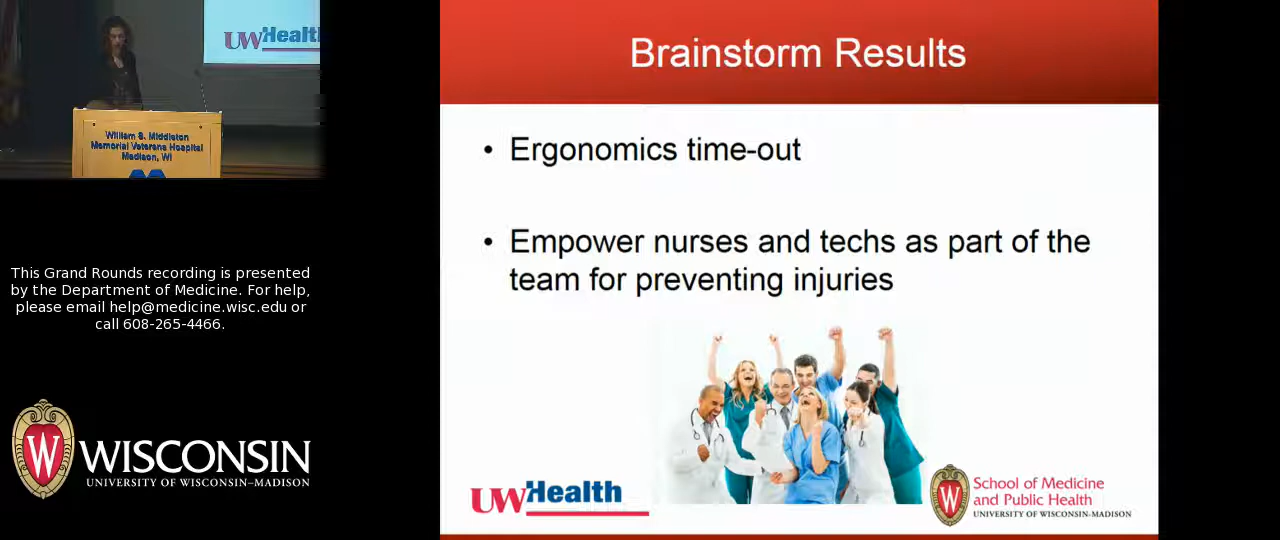 UWHealth
William S. Middleton
Memorial Veterans Hospital
Madison, WI
This Grand Rounds recording is presented
by the Department of Medicine. For help,
please email help@medicine.wisc.edu or
call 608-265-4466.
W
WISCONSIN
UNIVERSITY OF WISCONSIN–MADISON
Brainstorm Results
• Ergonomics time-out
• Empower nurses and techs as part of the
team for preventing injuries
UWHealth
W
School of Medicine
and Public Health
UNIVERSITY OF WISCONSIN-MADISON